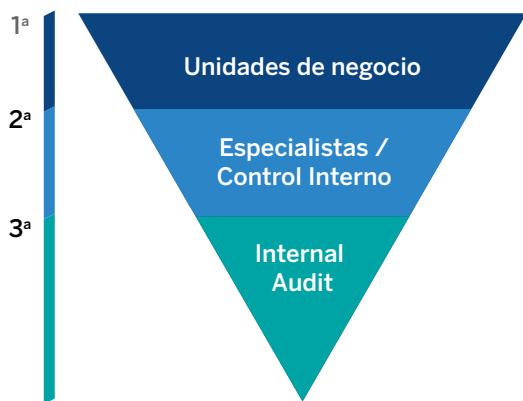 1ª
Unidades de negocio
2ª
Especialistas /
Control Interno
3ª
Internal
Audit